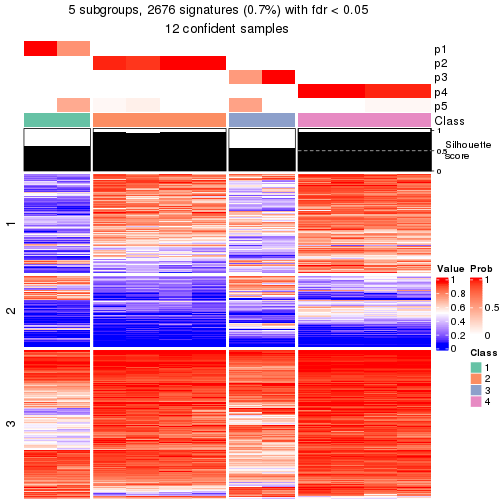 5 subgroups, 2676 signatures (0.7%) with fdr < 0.05
12 confident samples
p1
p2
p3
p4
p5
Class
1
0.5
0
Silhouette
score
1
2
3
Value
1
0.8
0.6
0.4
0.2
0
Prob
1
0.5
0
Class
1
2
3
4